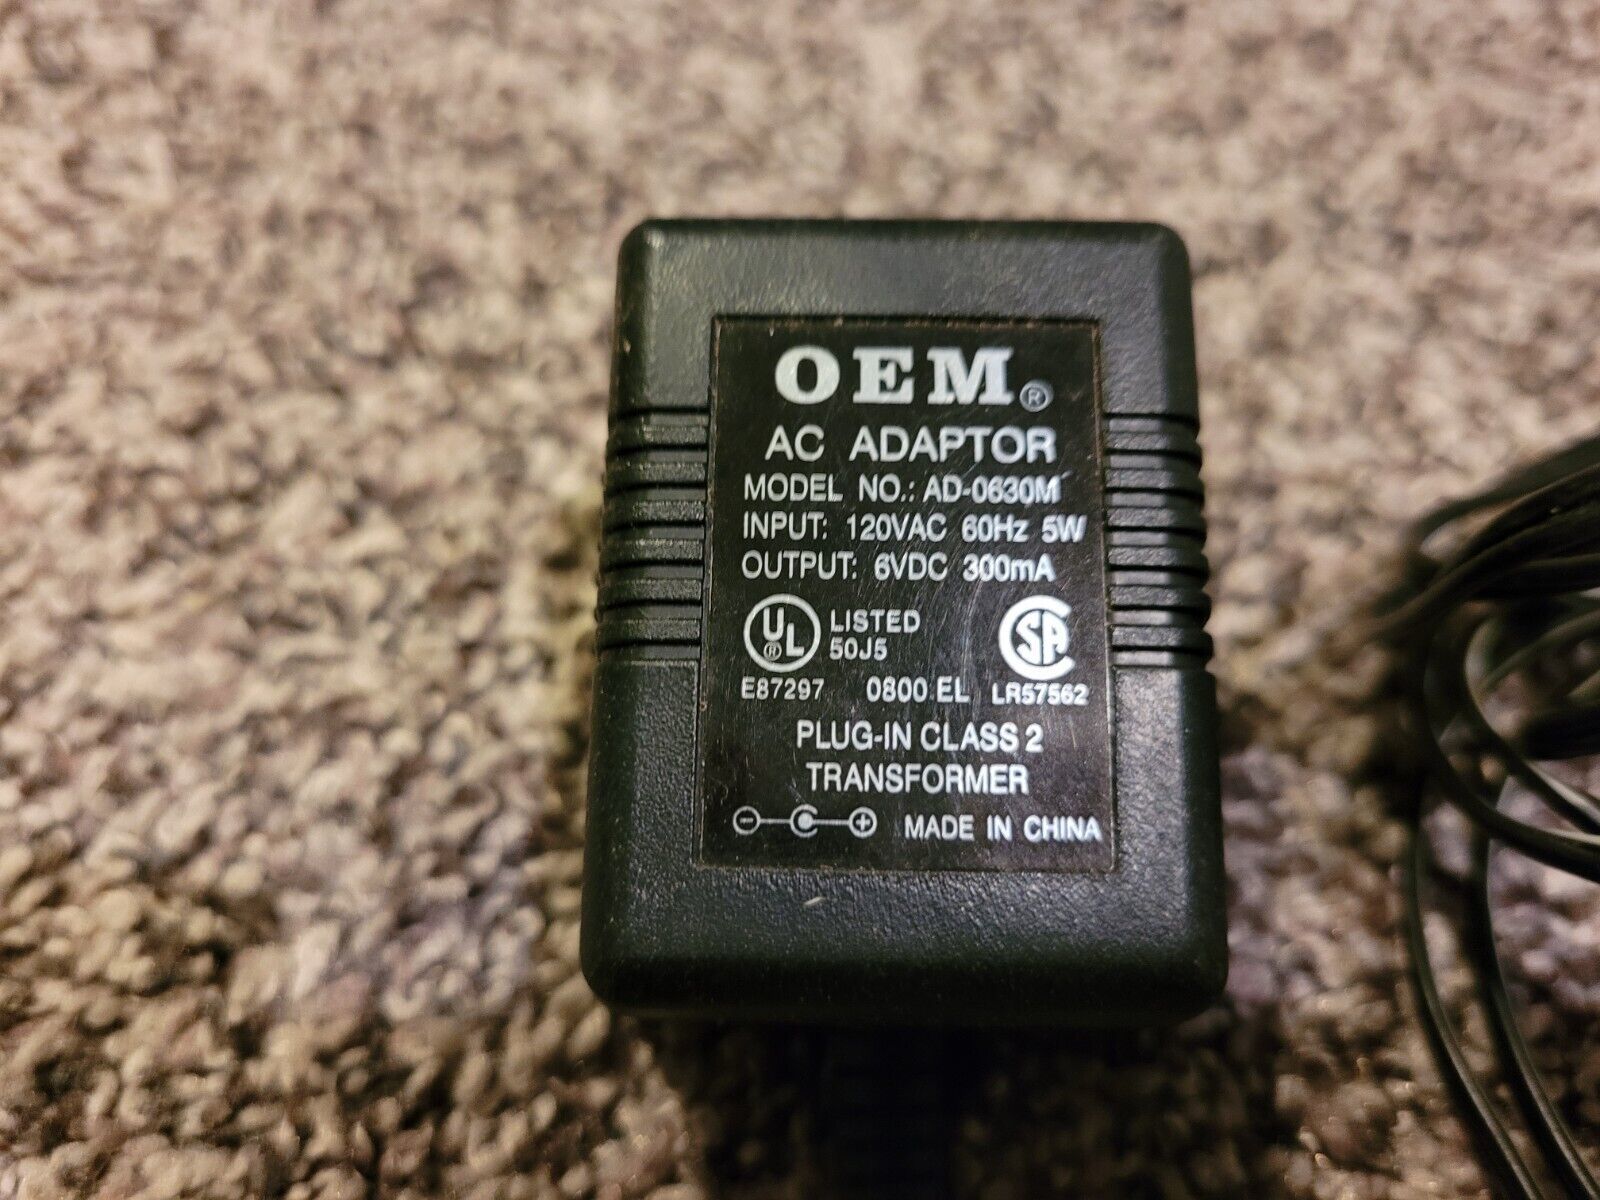 OEM®
AC ADAPTOR
MODEL NO.: AD-0630M
INPUT: 120VAC 60Hz 5W
OUTPUT: 6VDC 300mA
UL® LISTED 50J5 SA
E87297 0800 EL LR57562
PLUG-IN CLASS 2
TRANSFORMER
MADE IN CHINA